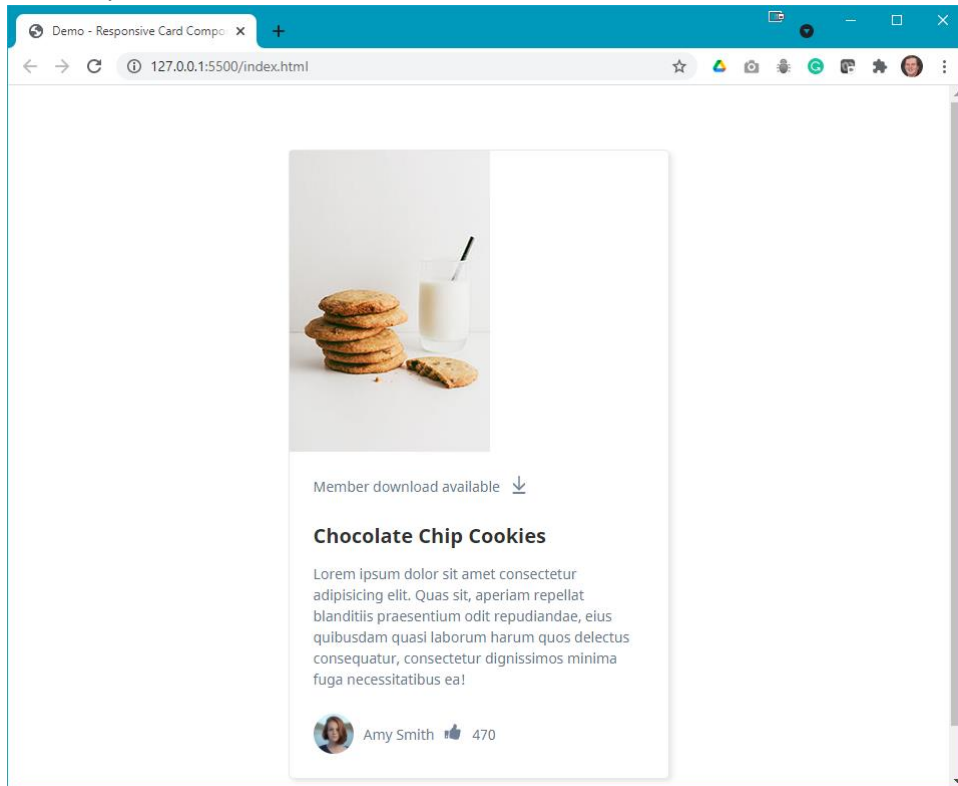 Demo - Responsive Card Compo
127.0.0.1:5500/index.html
Member download available
Chocolate Chip Cookies
Lorem ipsum dolor sit amet consectetur
adipisicing elit. Quas sit, aperiam repellat
blanditiis praesentium odit repudiandae, eius
quibusdam quasi laborum harum quos delectus
consequatur, consectetur dignissimos minima
fuga necessitatibus ea!
Amy Smith 470